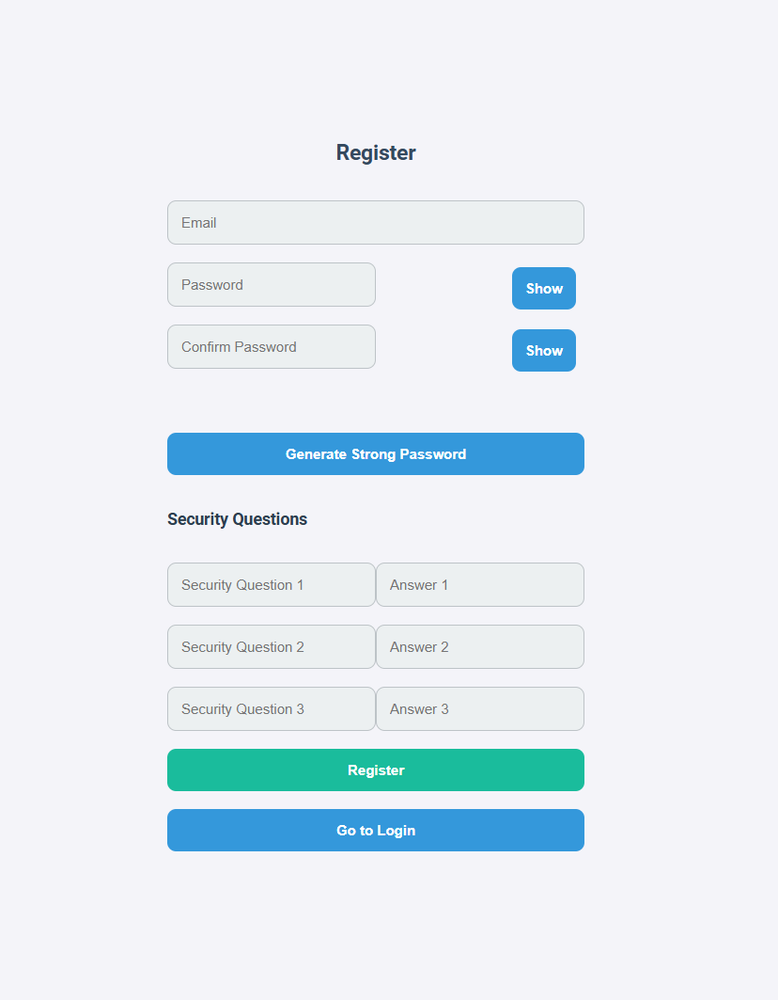 Register
Email
Password
Show
Confirm Password
Show
Generate Strong Password
Security Questions
Security Question 1
Answer 1
Security Question 2
Answer 2
Security Question 3
Answer 3
Register
Go to Login